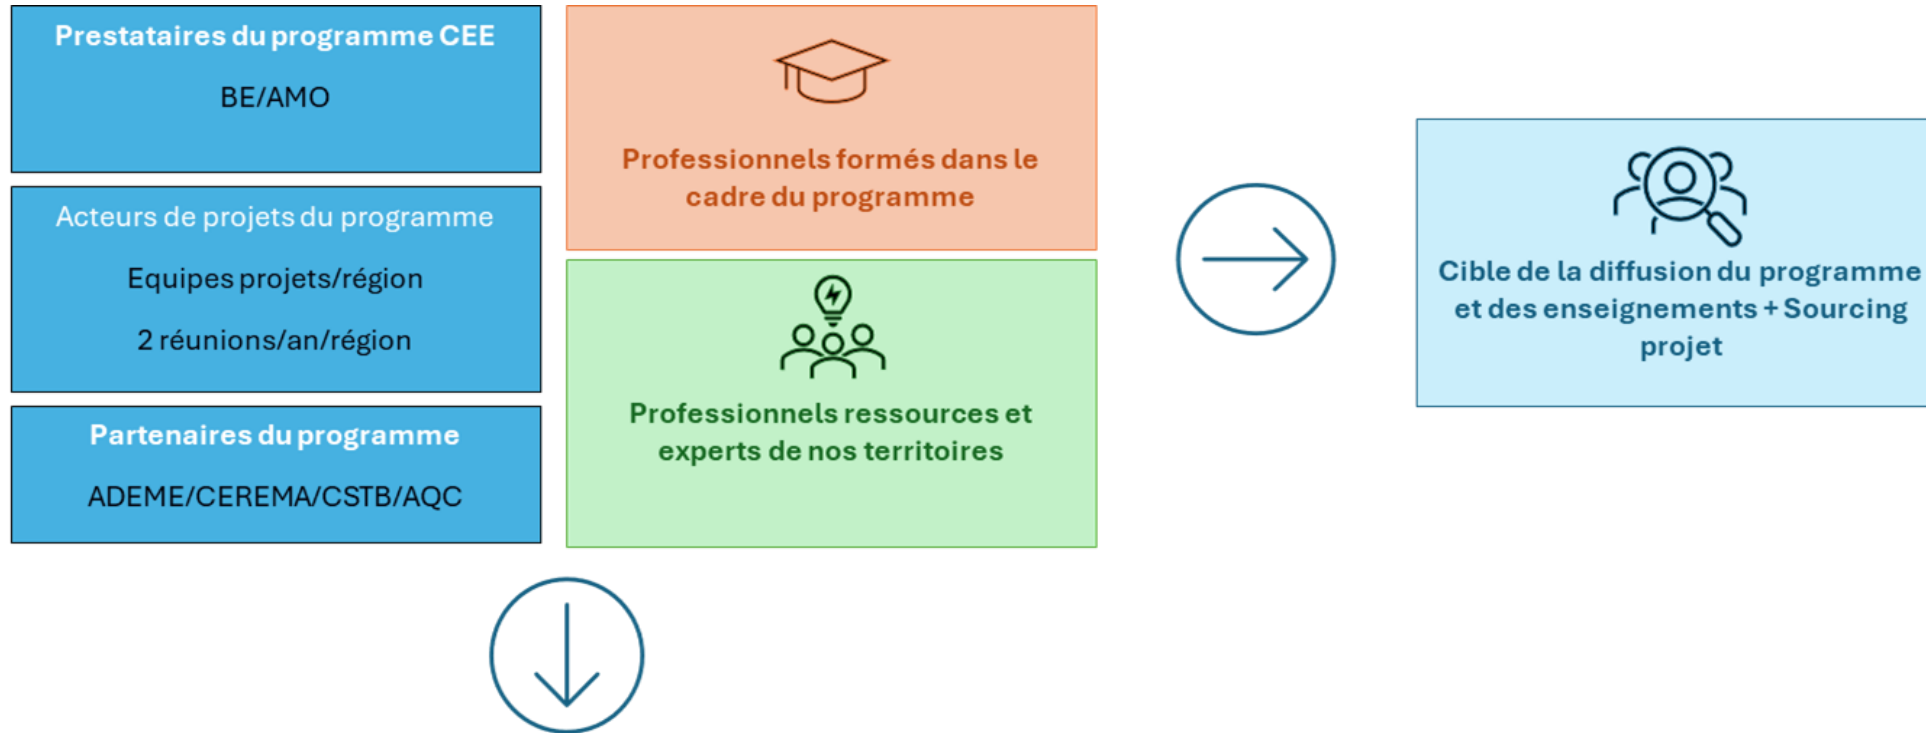 Prestataires du programme CEE
BE/AMO
Acteurs de projets du programme
Equipes projets/région
2 réunions/an/région
Partenaires du programme
ADEME/CEREMA/CSTB/AQC
Professionnels formés dans le
cadre du programme
Professionnels ressources et
experts de nos territoires
Cible de la diffusion du programme
et des enseignements + Sourcing
projet